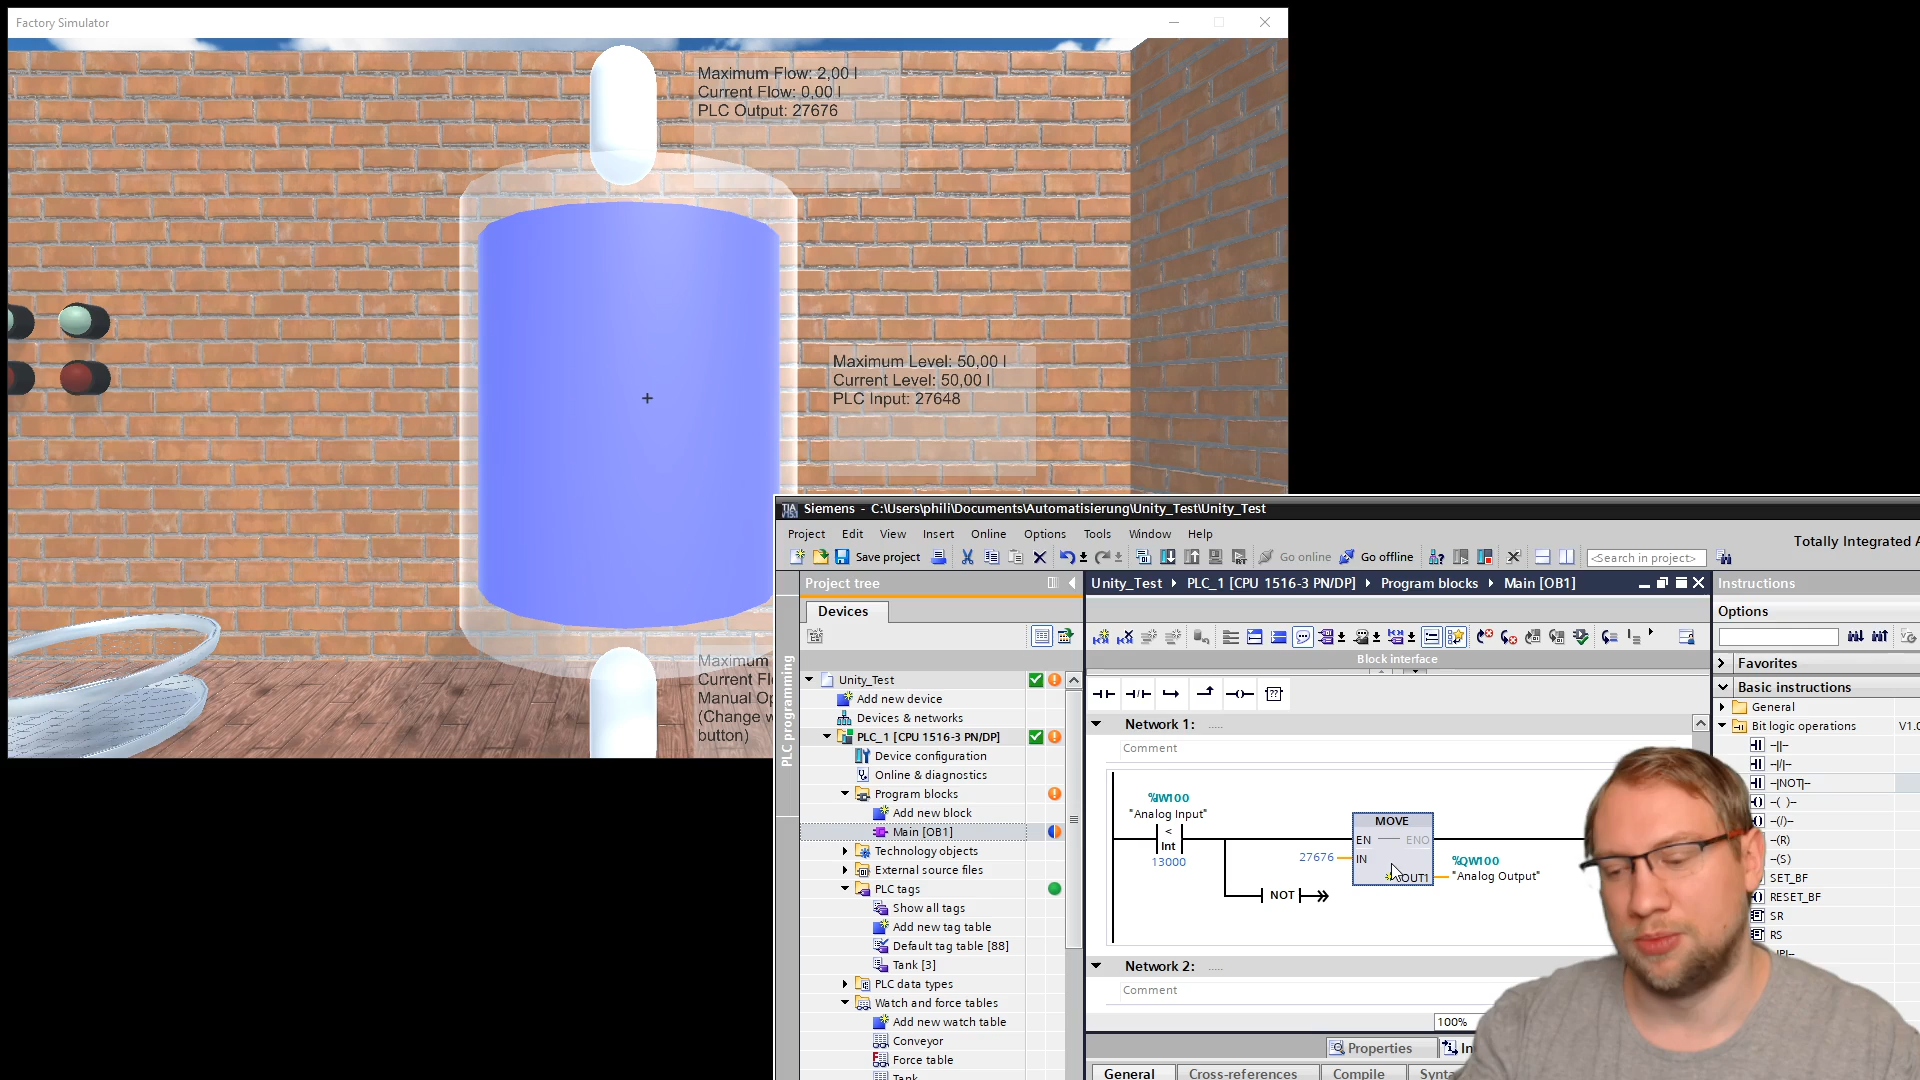 Factory Simulator
Maximum Flow: 2,00 l
Current Flow: 0,00 l
PLC Output: 27676
Maximum Level: 50,00 l
Current Level: 50,00 l
PLC Input: 27648
Maximum
Current Fl
Manual Op
(Change w
button)
Siemens - C:\Users\phili\Documents\Automatisierung\Unity_Test\Unity_Test
Project Edit View Insert Online Options Tools Window Help
Totally Integrated A
Save project Go online Go offline <Search in project>
Project tree
Unity_Test PLC_1 [CPU 1516-3 PN/DP] Program blocks Main [OB1]
Instructions
Devices
Options
PLC programming
Block interface
Favorites
Basic instructions
General
Bit logic operations V1.0
-||-
-|/|-
-|NOT|-
-( )-
-(/)-
-(R)
-(S)
SET_BF
RESET_BF
SR
RS
Unity_Test
Add new device
Devices & networks
PLC_1 [CPU 1516-3 PN/DP]
Device configuration
Online & diagnostics
Program blocks
Add new block
Main [OB1]
Technology objects
External source files
PLC tags
Show all tags
Add new tag table
Default tag table [88]
Tank [3]
PLC data types
Watch and force tables
Add new watch table
Conveyor
Force table
Tank
??
Network 1: .....
Comment
%IW100
"Analog Input"
<
Int
13000
NOT
MOVE
EN ENO
27676 IN
OUT1
%QW100
"Analog Output"
Network 2: .....
Comment
100%
Properties In
General Cross-references Compile Synta